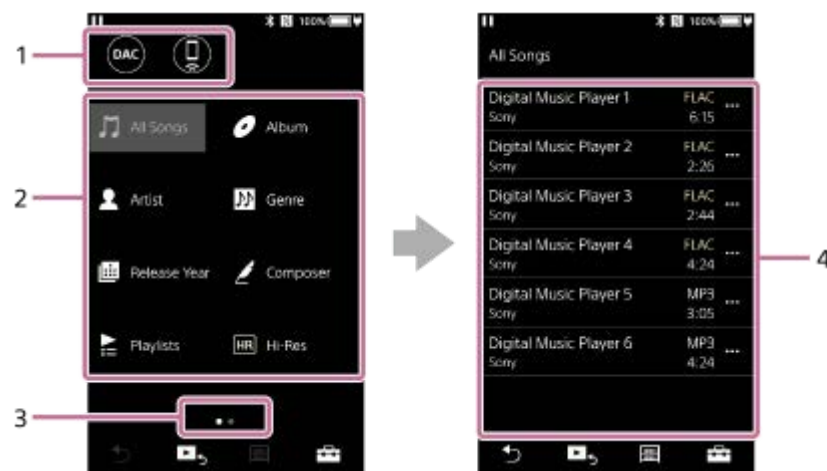 100%
1
DAC
2
All Songs
Album
Artist
Genre
Release Year
Composer
Playlists
HR Hi-Res
3
100%
All Songs
Digital Music Player 1 FLAC
Sony 6:15
Digital Music Player 2 FLAC
Sony 2:26
Digital Music Player 3 FLAC
Sony 2:44
Digital Music Player 4 FLAC
Sony 4:24
Digital Music Player 5 MP3
Sony 3:05
Digital Music Player 6 MP3
Sony 4:24
4